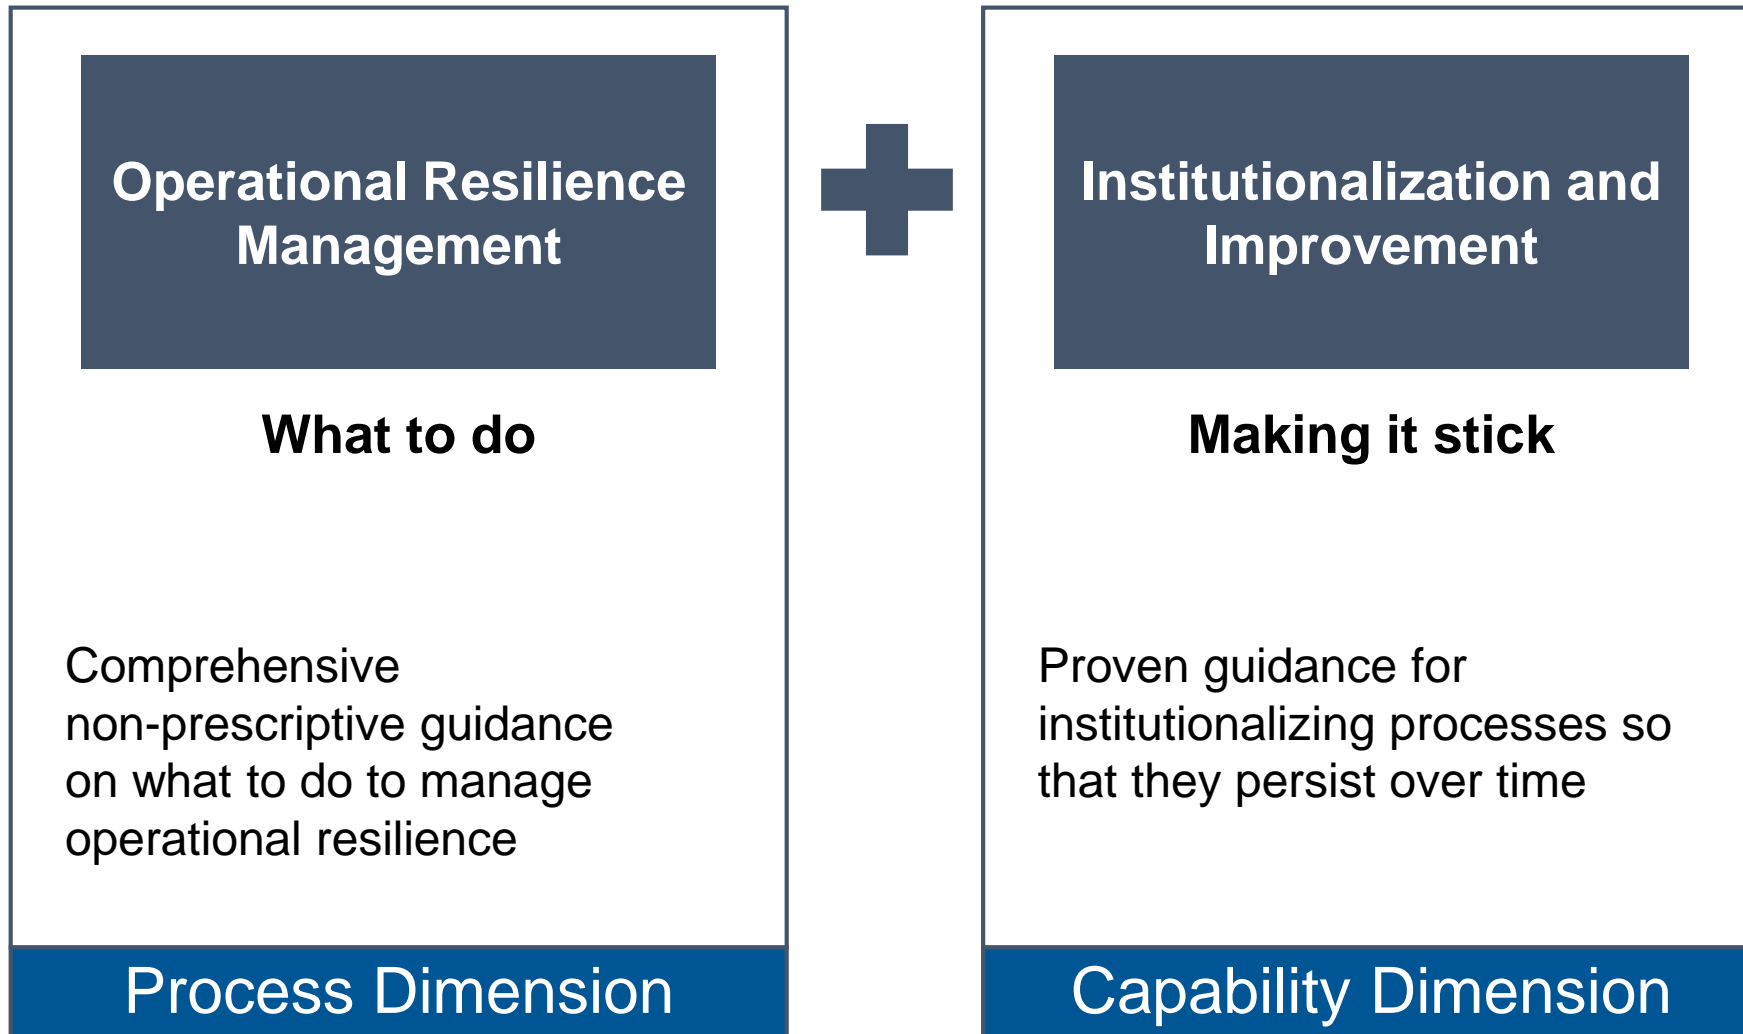 Operational Resilience
Management
What to do
Comprehensive
non-prescriptive guidance
on what to do to manage
operational resilience
Process Dimension
Institutionalization and
Improvement
Making it stick
Proven guidance for
institutionalizing processes so
that they persist over time
Capability Dimension